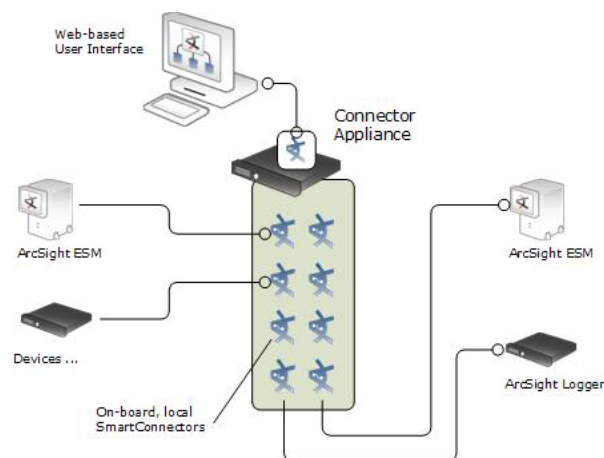 Web-based
User Interface
Connector
Appliance
ArcSight ESM
ArcSight ESM
Devices ...
On-board, local
SmartConnectors
ArcSight Logger